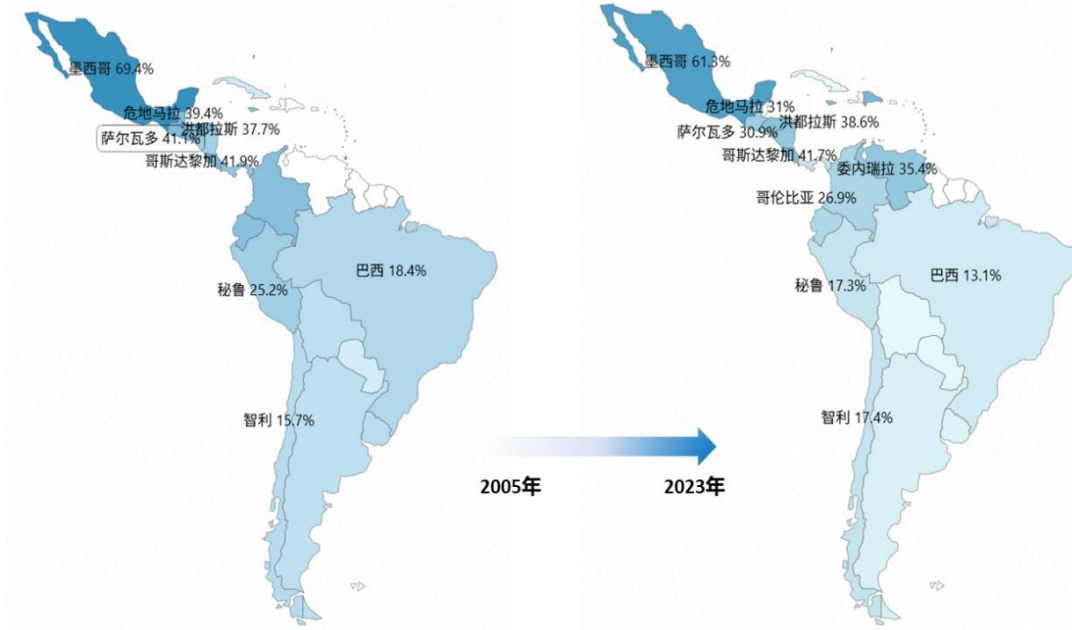 墨西哥 69.4%
危地马拉 39.4%
洪都拉斯 37.7%
萨尔瓦多 41.1%
哥斯达黎加 41.9%
巴西 18.4%
秘鲁 25.2%
智利 15.7%
2005年
2023年
墨西哥 61.3%
危地马拉 31%
洪都拉斯 38.6%
萨尔瓦多 30.9%
哥斯达黎加 41.7%
委内瑞拉 35.4%
哥伦比亚 26.9%
巴西 13.1%
秘鲁 17.3%
智利 17.4%